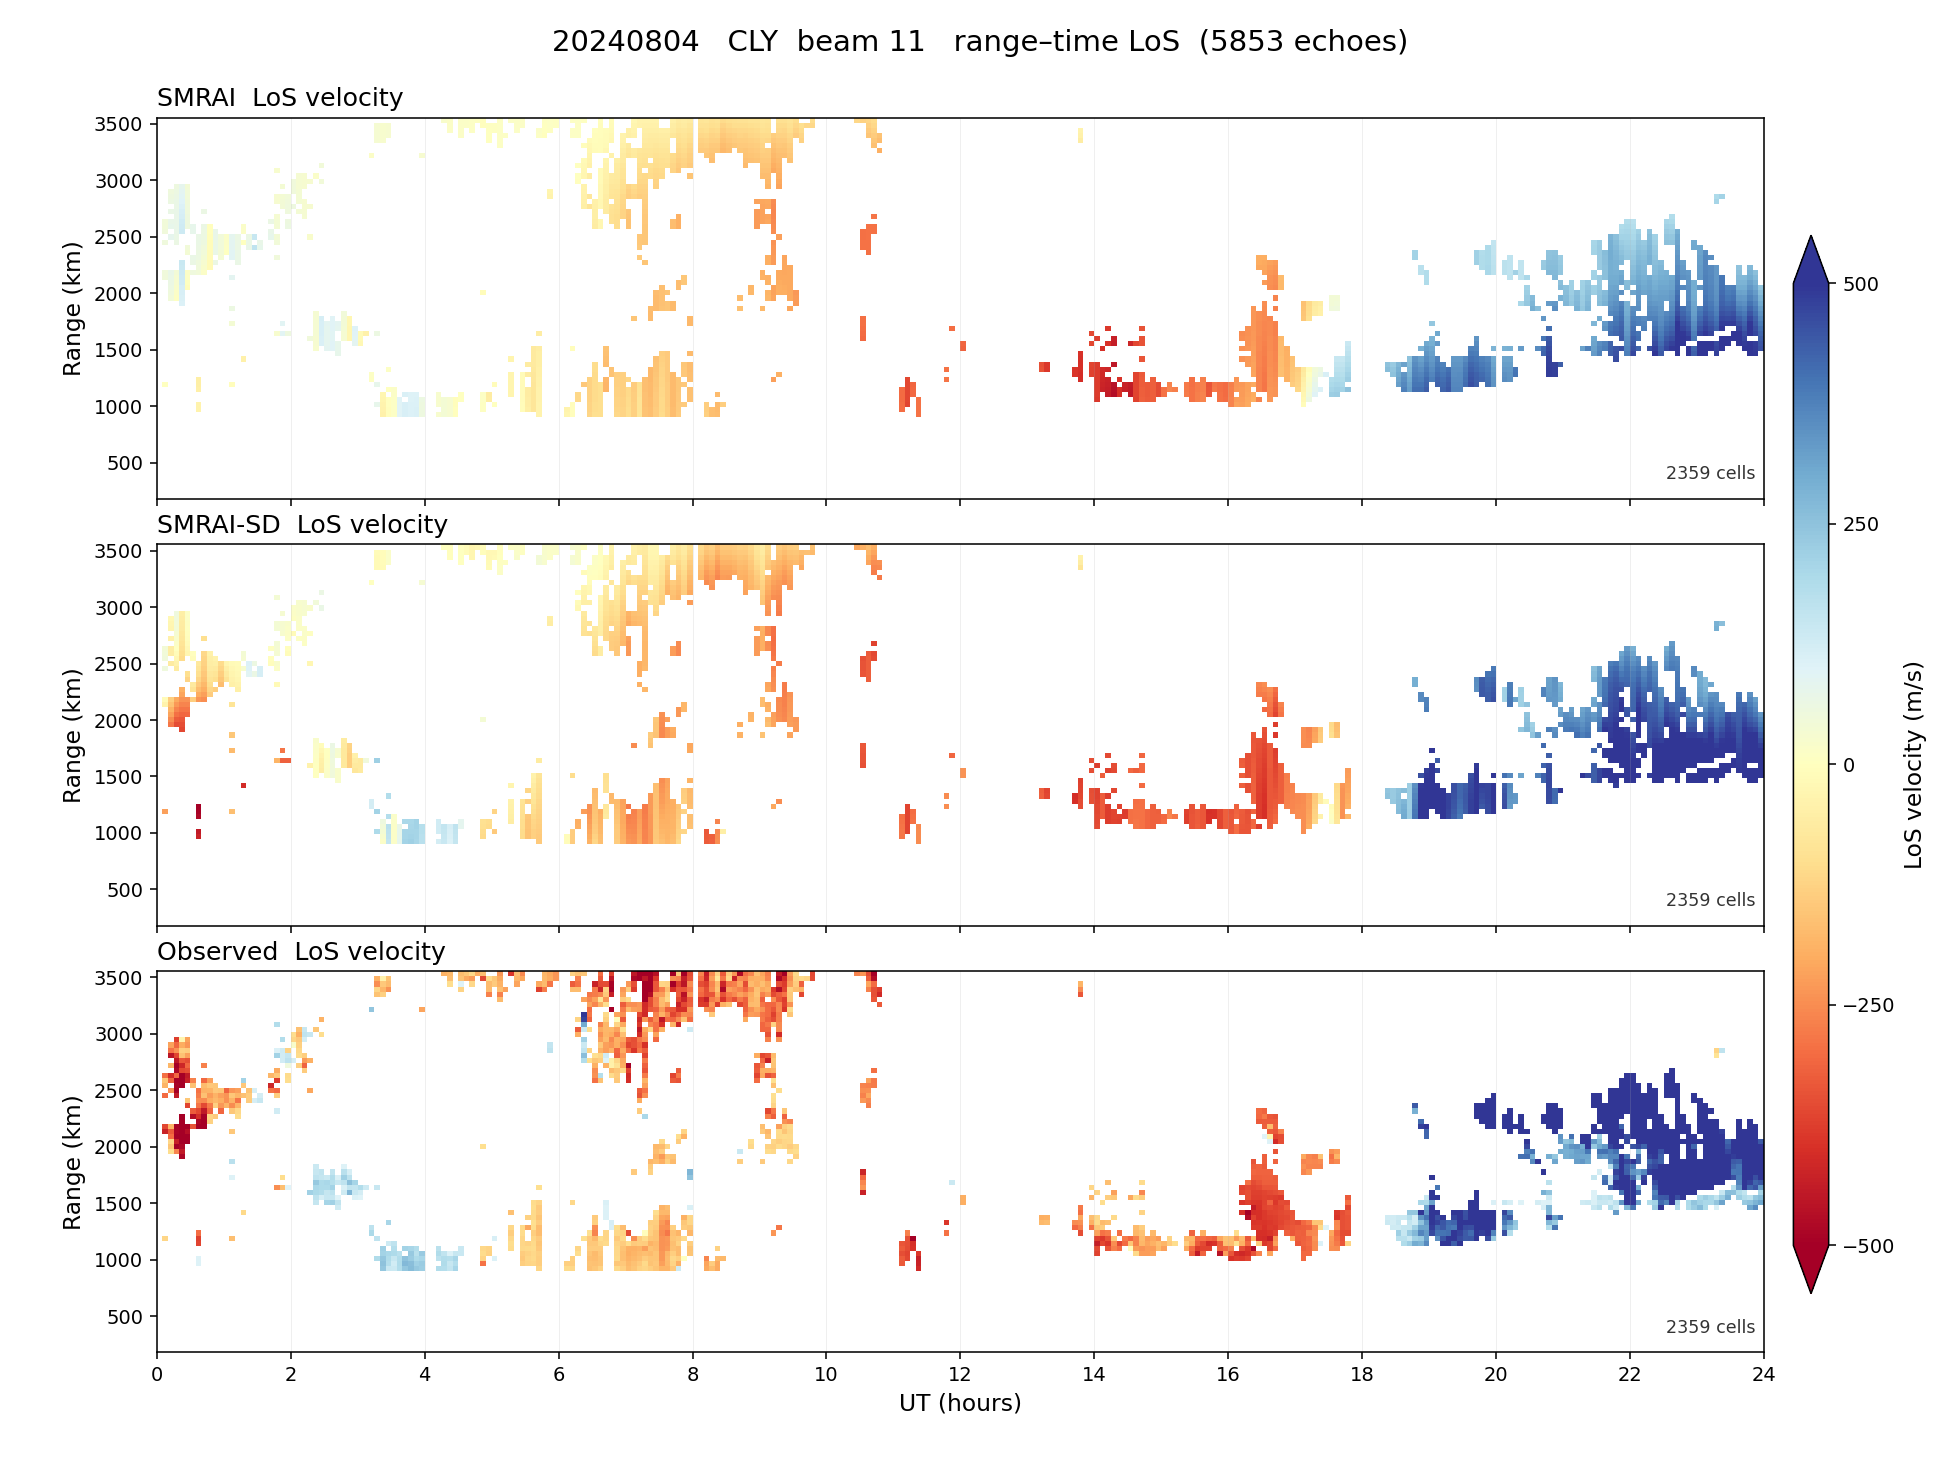 20240804   CLY  beam 11   range–time LoS  (5853 echoes)
SMRAI  LoS velocity
3500
3000
2500
2000
1500
1000
500
Range (km)
2359 cells
SMRAI-SD  LoS velocity
3500
3000
2500
2000
1500
1000
500
Range (km)
2359 cells
Observed  LoS velocity
3500
3000
2500
2000
1500
1000
500
Range (km)
2359 cells
0 2 4 6 8 10 12 14 16 18 20 22 24
UT (hours)
500
250
0
−250
−500
LoS velocity (m/s)